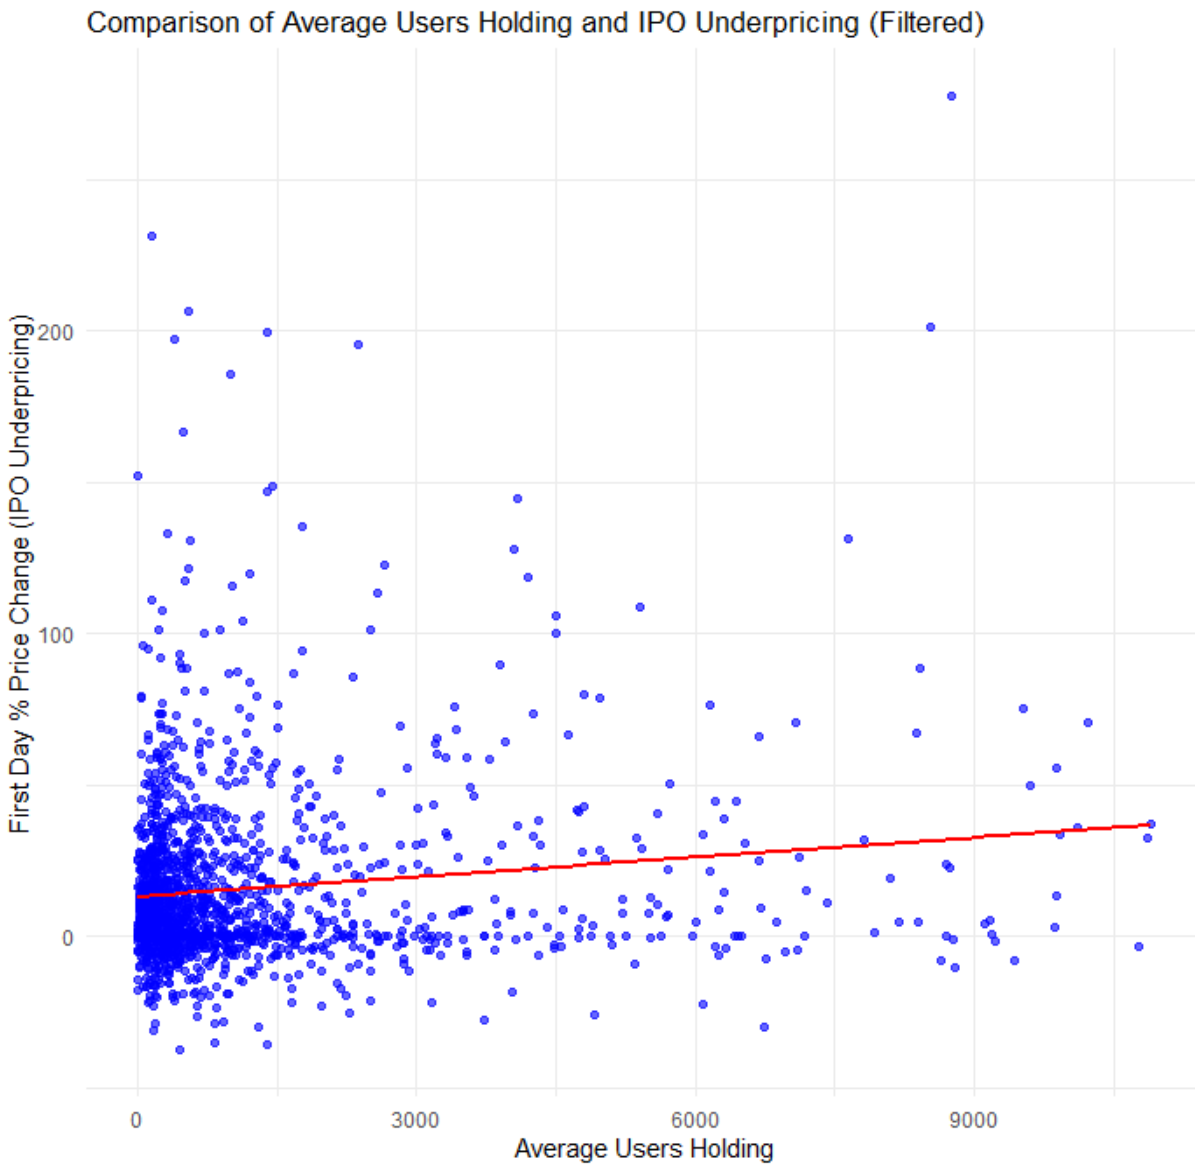 Comparison of Average Users Holding and IPO Underpricing (Filtered)
First Day % Price Change (IPO Underpricing)
200
100
0
0 3000 6000 9000
Average Users Holding